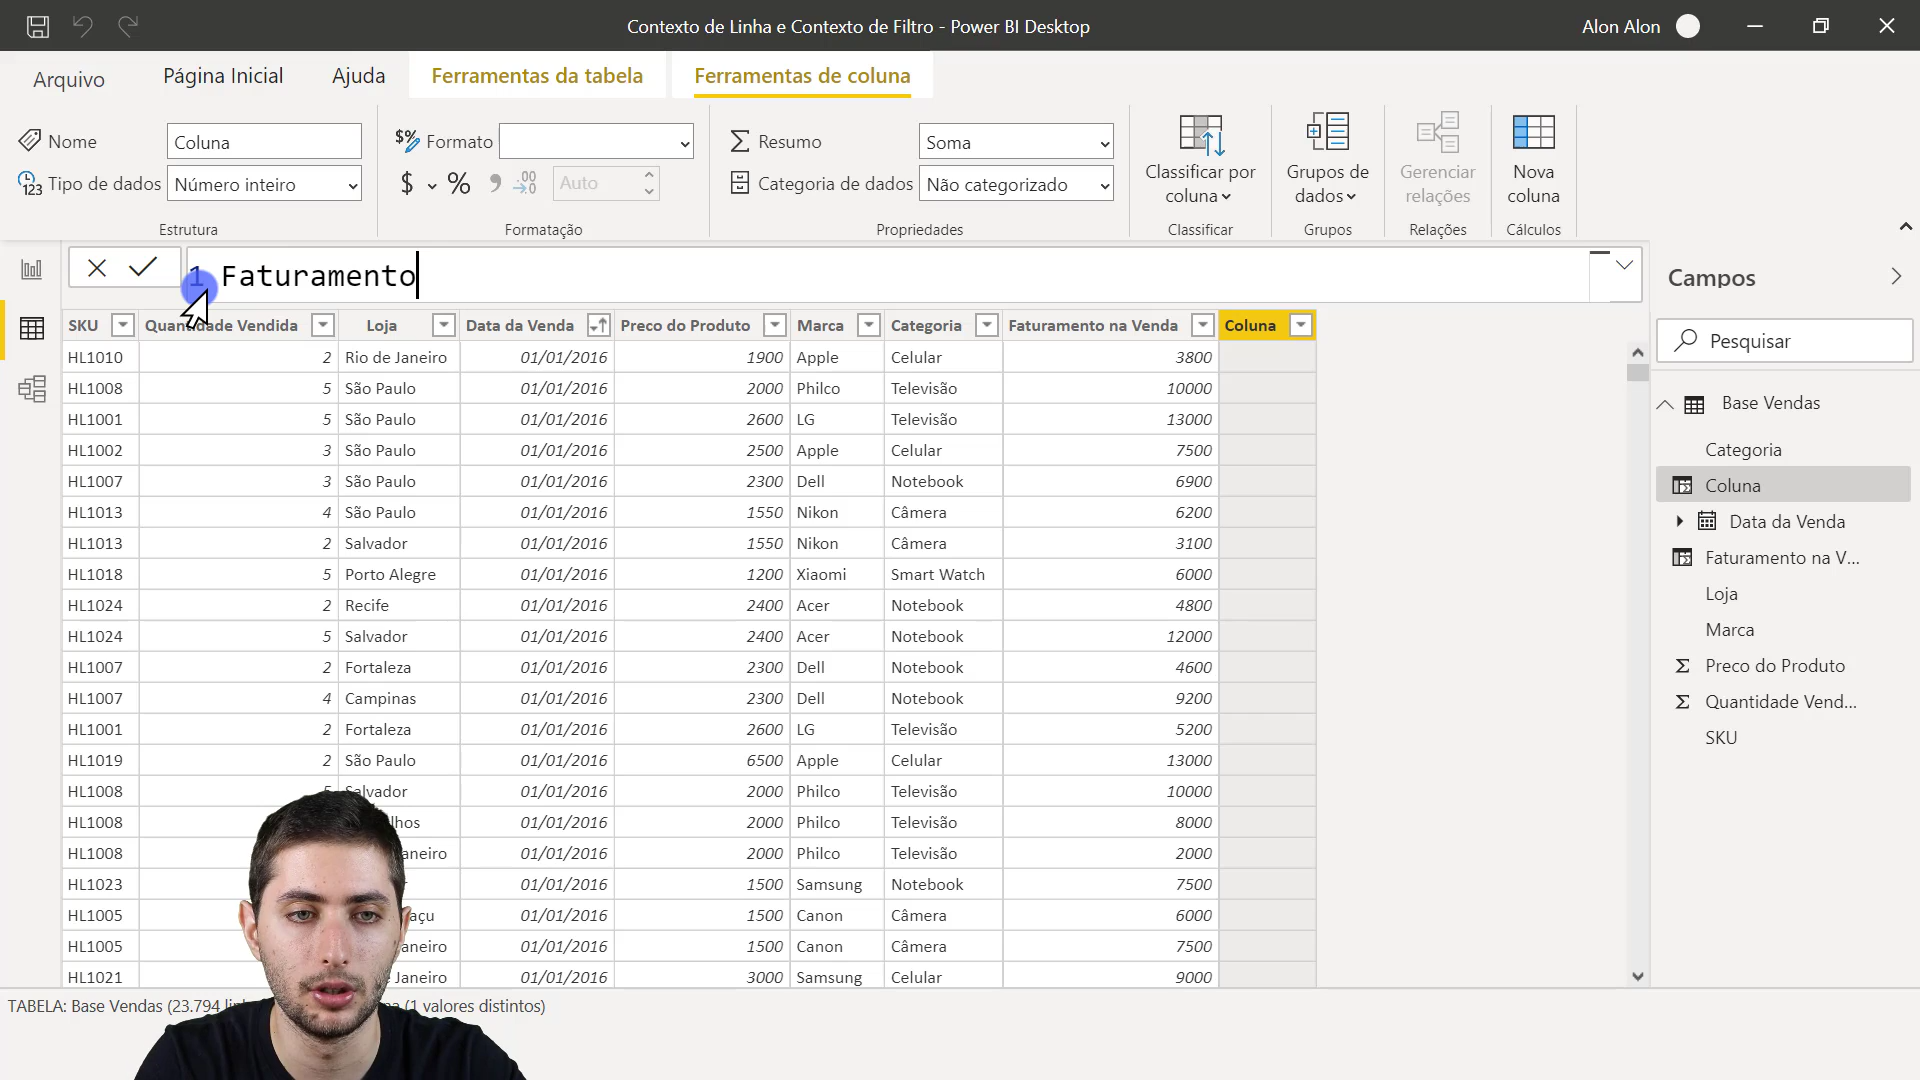 Contexto de Linha e Contexto de Filtro - Power BI Desktop
Alon Alon
Arquivo
Página Inicial
Ajuda
Ferramentas da tabela
Ferramentas de coluna
Nome
Coluna
Tipo de dados
Número inteiro
Estrutura
Formato
$ % Auto
Formatação
Resumo
Soma
Categoria de dados
Não categorizado
Propriedades
Classificar por
coluna
Classificar
Grupos de
dados
Grupos
Gerenciar
relações
Relações
Nova
coluna
Cálculos
1 Faturamento
SKU Quantidade Vendida Loja Data da Venda Preco do Produto Marca Categoria Faturamento na Venda Coluna
HL1010 2 Rio de Janeiro 01/01/2016 1900 Apple Celular 3800
HL1008 5 São Paulo 01/01/2016 2000 Philco Televisão 10000
HL1001 5 São Paulo 01/01/2016 2600 LG Televisão 13000
HL1002 3 São Paulo 01/01/2016 2500 Apple Celular 7500
HL1007 3 São Paulo 01/01/2016 2300 Dell Notebook 6900
HL1013 4 São Paulo 01/01/2016 1550 Nikon Câmera 6200
HL1013 2 Salvador 01/01/2016 1550 Nikon Câmera 3100
HL1018 5 Porto Alegre 01/01/2016 1200 Xiaomi Smart Watch 6000
HL1024 2 Recife 01/01/2016 2400 Acer Notebook 4800
HL1024 5 Salvador 01/01/2016 2400 Acer Notebook 12000
HL1007 2 Fortaleza 01/01/2016 2300 Dell Notebook 4600
HL1007 4 Campinas 01/01/2016 2300 Dell Notebook 9200
HL1001 2 Fortaleza 01/01/2016 2600 LG Televisão 5200
HL1019 2 São Paulo 01/01/2016 6500 Apple Celular 13000
HL1008 5 Salvador 01/01/2016 2000 Philco Televisão 10000
HL1008 lhos 01/01/2016 2000 Philco Televisão 8000
HL1008 aneiro 01/01/2016 2000 Philco Televisão 2000
HL1023 01/01/2016 1500 Samsung Notebook 7500
HL1005 açu 01/01/2016 1500 Canon Câmera 6000
HL1005 aneiro 01/01/2016 1500 Canon Câmera 7500
HL1021 Janeiro 01/01/2016 3000 Samsung Celular 9000
TABELA: Base Vendas (23.794 (1 valores distintos)
Campos
Pesquisar
Base Vendas
Categoria
Coluna
Data da Venda
Faturamento na V...
Loja
Marca
Preco do Produto
Quantidade Vend...
SKU